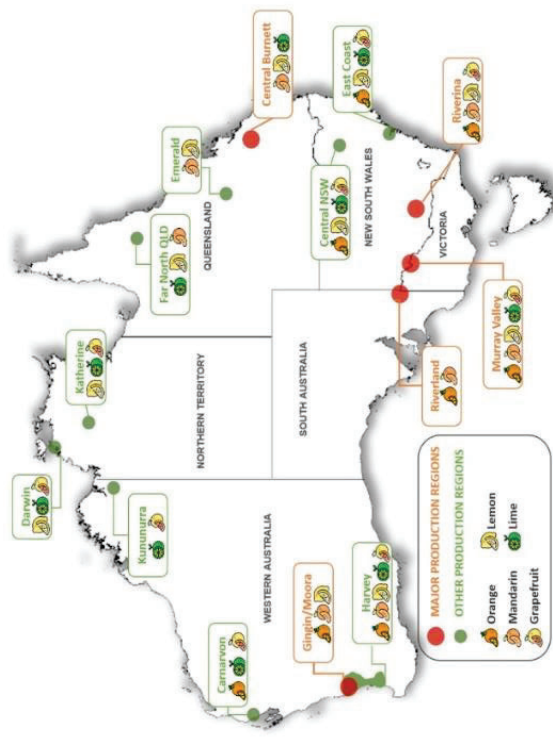 Darwin
Katherine
Far North QLD
Emerald
Kununurra
Carnarvon
NORTHERN TERRITORY
QUEENSLAND
Central Burnett
WESTERN AUSTRALIA
SOUTH AUSTRALIA
Central NSW
East Coast
Gingin/Moora
Harvey
NEW SOUTH WALES
VICTORIA
Riverina
Riverland
Murray Valley
MAJOR PRODUCTION REGIONS
OTHER PRODUCTION REGIONS
Orange
Lemon
Mandarin
Lime
Grapefruit